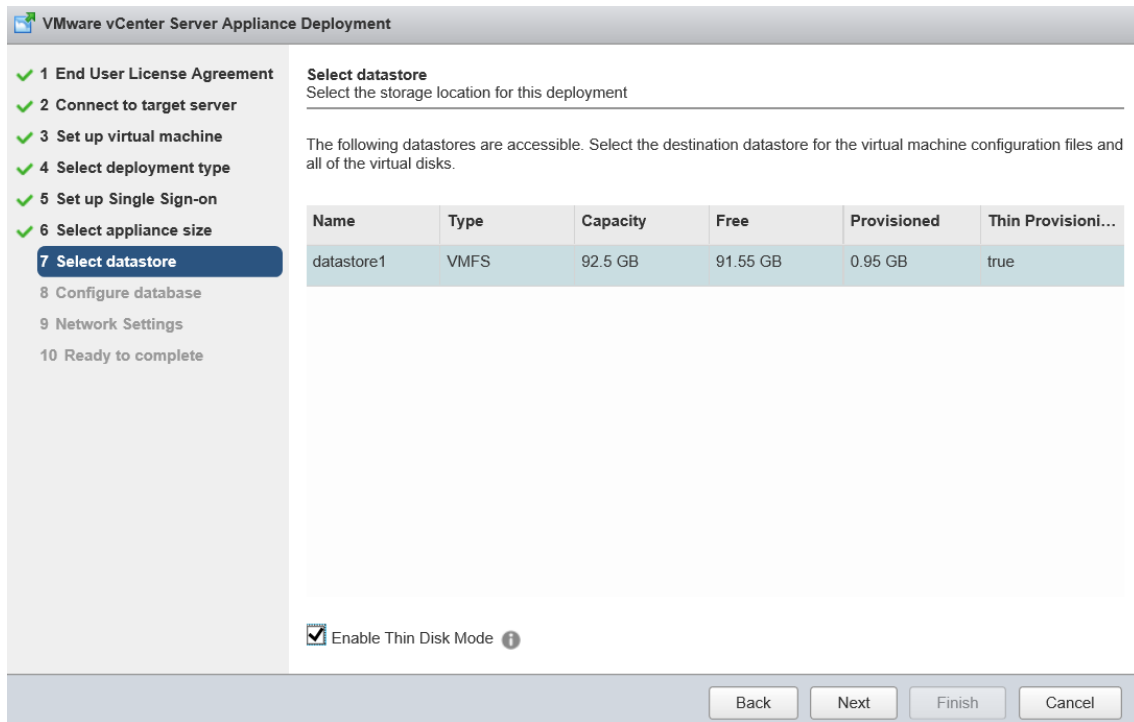 VMware vCenter Server Appliance Deployment
1 End User License Agreement
2 Connect to target server
3 Set up virtual machine
4 Select deployment type
5 Set up Single Sign-on
6 Select appliance size
7 Select datastore
8 Configure database
9 Network Settings
10 Ready to complete
Select datastore
Select the storage location for this deployment
The following datastores are accessible. Select the destination datastore for the virtual machine configuration files and
all of the virtual disks.
Name Type Capacity Free Provisioned Thin Provisioni...
datastore1 VMFS 92.5 GB 91.55 GB 0.95 GB true
Enable Thin Disk Mode
Back Next Finish Cancel